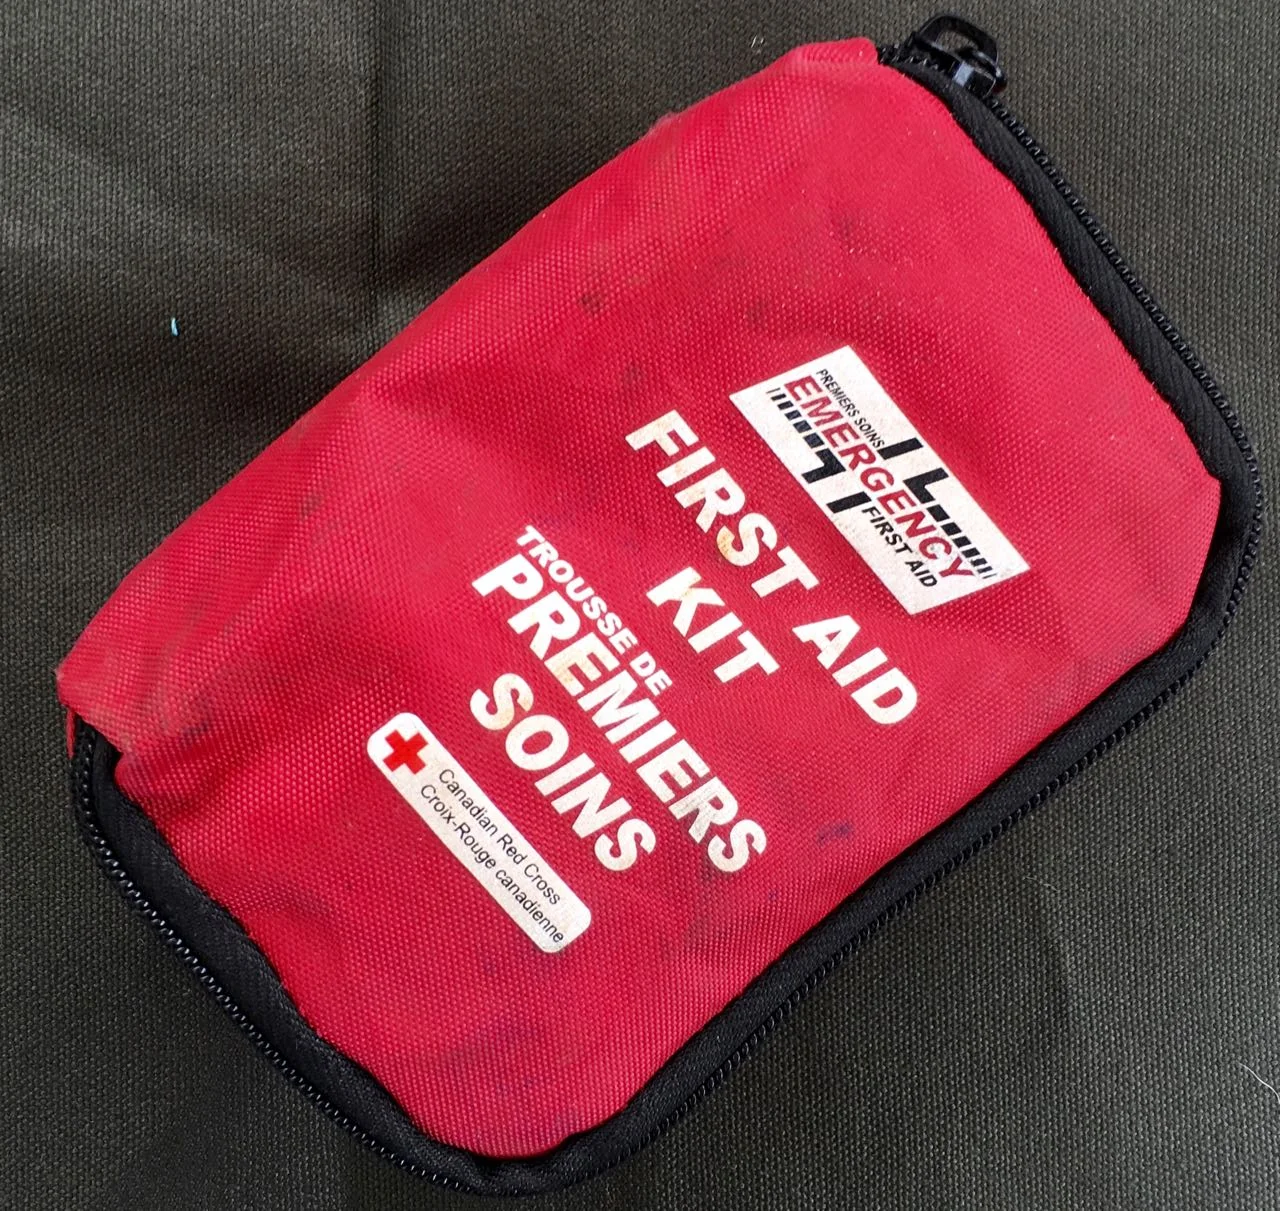 PREMIERS SOINS
EMERGENCY
FIRST AID
FIRST AID
KIT
TROUSSE DE
PREMIERS
SOINS
Canadian Red Cross
Croix-Rouge canadienne